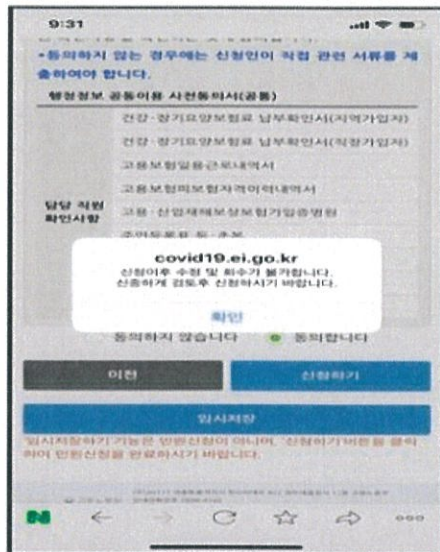 9:31
•동의하지 않는 경우에는 신청인이 직접 관련 서류를 제
출하여야 합니다.
행정정보 공동이용 사전동의서(공통)
건강·장기요양보험료 납부확인서(지역가입자)
건강·장기요양보험료 납부확인서(직장가입자)
고용보험일용근로내역서
고용보험피보험자격이력내역서
담당 직원
확인사항
고용·산업재해보상보험가입증명원
주민등록표 등·초본
covid19.ei.go.kr
신청이후 수정 및 회수가 불가합니다.
신중하게 검토후 신청하시기 바랍니다.
확인
동의하지 않습니다
동의합니다
이전
신청하기
임시저장
'임시저장하기'기능은 민원신청이 아니며, '신청하기'버튼을 클릭
하여 민원신청을 완료하시기 바랍니다.
N